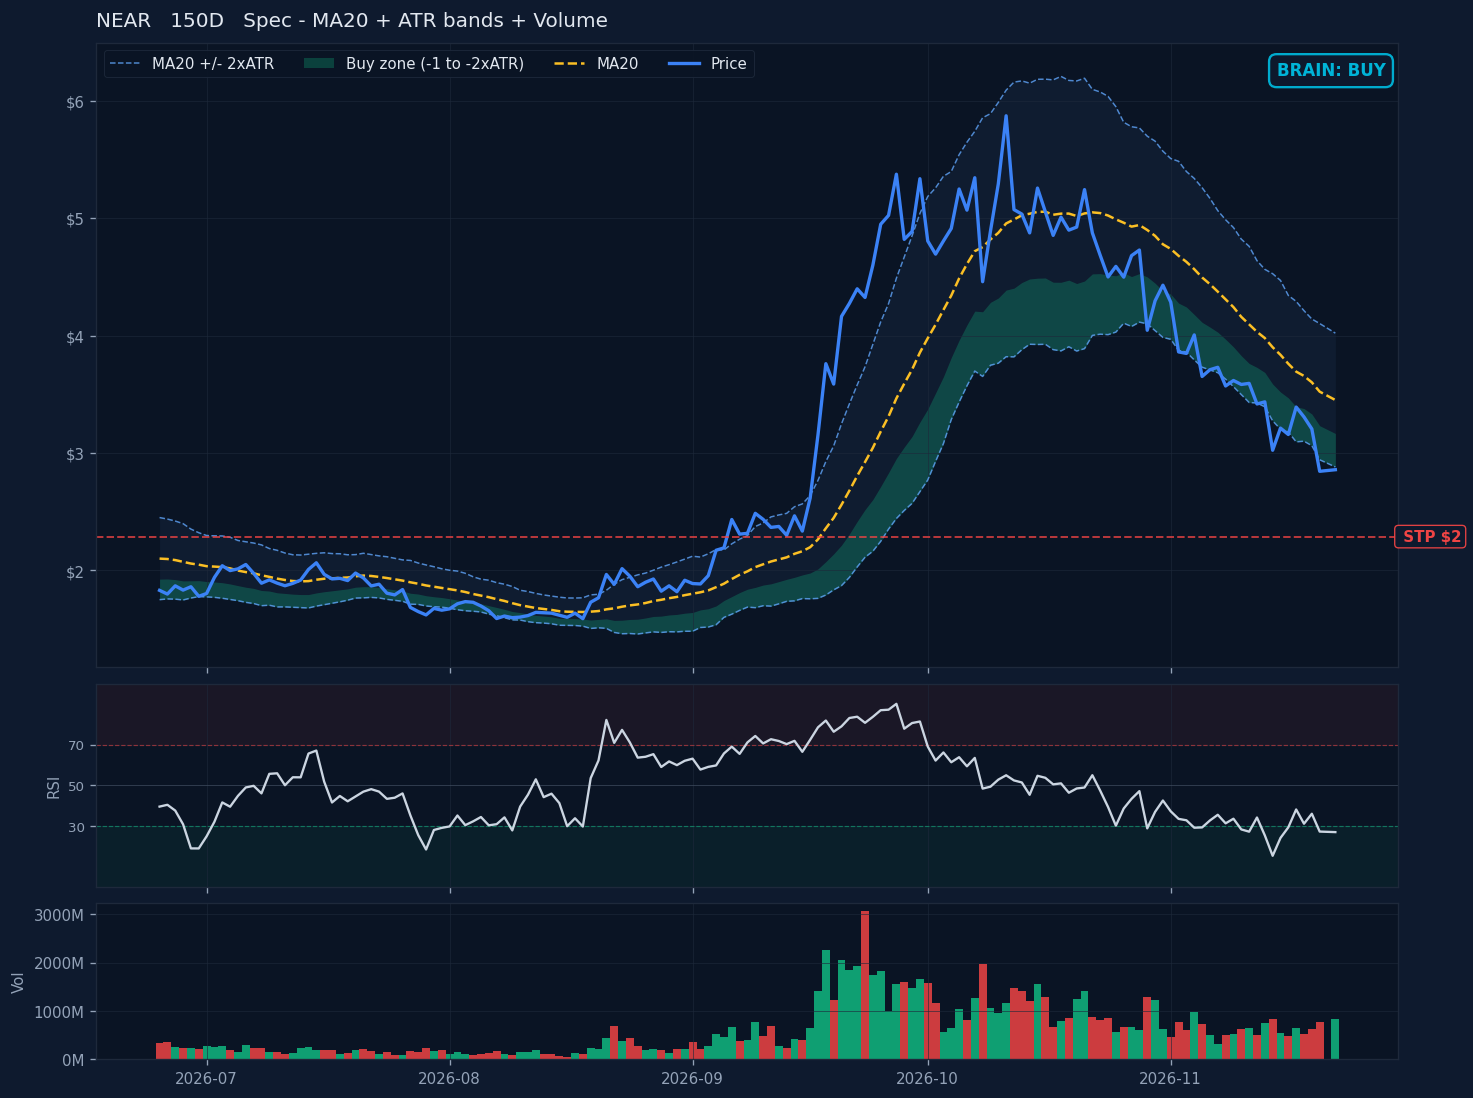 NEAR   150D   Spec - MA20 + ATR bands + Volume
MA20 +/- 2xATR   Buy zone (-1 to -2xATR)   MA20   Price
BRAIN: BUY
$6
$5
$4
$3
STP $2
$2
70
50
30
RSI
3000M
2000M
1000M
0M
Vol
2026-07   2026-08   2026-09   2026-10   2026-11